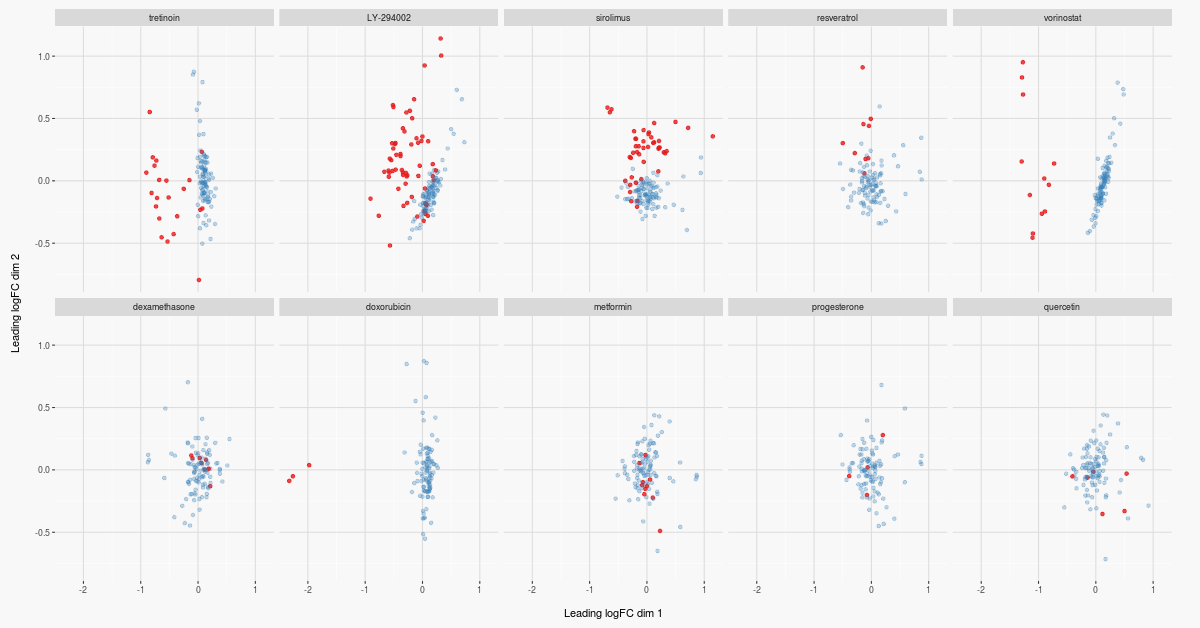 tretinoin LY-294002 sirolimus resveratrol vorinostat
1.0
0.5
0.0
-0.5
dexamethasone doxorubicin metformin progesterone quercetin
1.0
0.5
0.0
-0.5
-2 -1 0 1 -2 -1 0 1 -2 -1 0 1 -2 -1 0 1 -2 -1 0 1
Leading logFC dim 1
Leading logFC dim 2